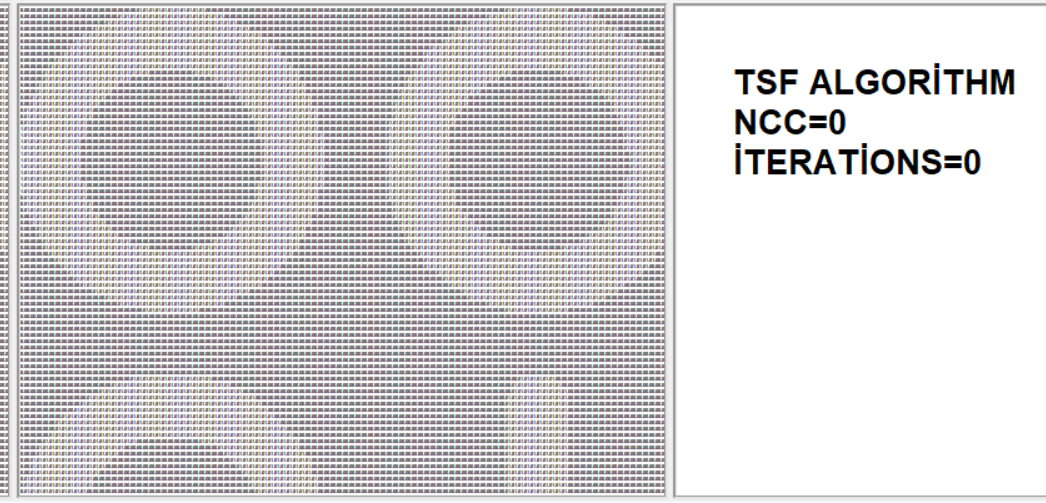 TSF ALGORİTHM
NCC=0
İTERATİONS=0